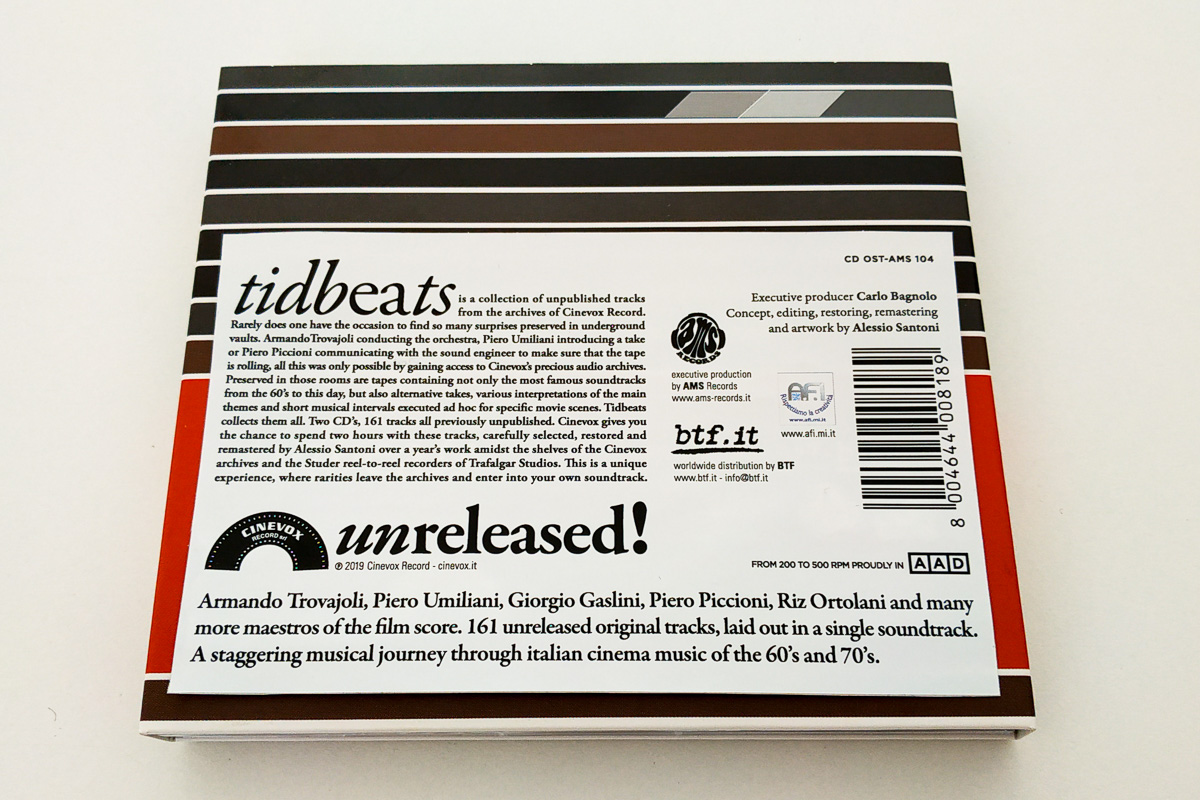 tidbeats is a collection of unpublished tracks
from the archives of Cinevox Record.
Rarely does one have the occasion to find so many surprises preserved in underground
vaults. Armando Trovajoli conducting the orchestra, Piero Umiliani introducing a take
or Piero Piccioni communicating with the sound engineer to make sure that the tape
is rolling, all this was only possible by gaining access to Cinevox's precious audio archives.
Preserved in those rooms are tapes containing not only the most famous soundtracks
from the 60's to this day, but also alternative takes, various interpretations of the main
themes and short musical intervals executed ad hoc for specific movie scenes. Tidbeats
collects them all. Two CD's, 161 tracks all previously unpublished. Cinevox gives you
the chance to spend two hours with these tracks, carefully selected, restored and
remastered by Alessio Santoni over a year's work amidst the shelves of the Cinevox
archives and the Studer reel-to-reel recorders of Trafalgar Studios. This is a unique
experience, where rarities leave the archives and enter into your own soundtrack.
CD OST-AMS 104
Executive producer Carlo Bagnolo
Concept, editing, restoring, remastering
and artwork by Alessio Santoni
ams
RECORDS
executive production
by AMS Records
www.ams-records.it
A.F.I.
Rispettiamo la creatività
www.afi.mi.it
www.afi.mi.it
btf.it
worldwide distribution by BTF
www.btf.it - info@btf.it
8 004644 008189
CINEVOX
RECORD srl
unreleased!
℗ 2019 Cinevox Record - cinevox.it
FROM 200 TO 500 RPM PROUDLY IN AAD
Armando Trovajoli, Piero Umiliani, Giorgio Gaslini, Piero Piccioni, Riz Ortolani and many
more maestros of the film score. 161 unreleased original tracks, laid out in a single soundtrack.
A staggering musical journey through italian cinema music of the 60's and 70's.